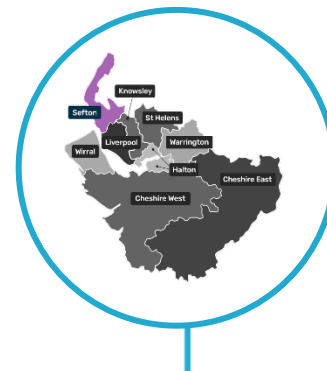 Knowsley
Sefton
St Helens
Liverpool
Warrington
Wirral
Halton
Cheshire East
Cheshire West